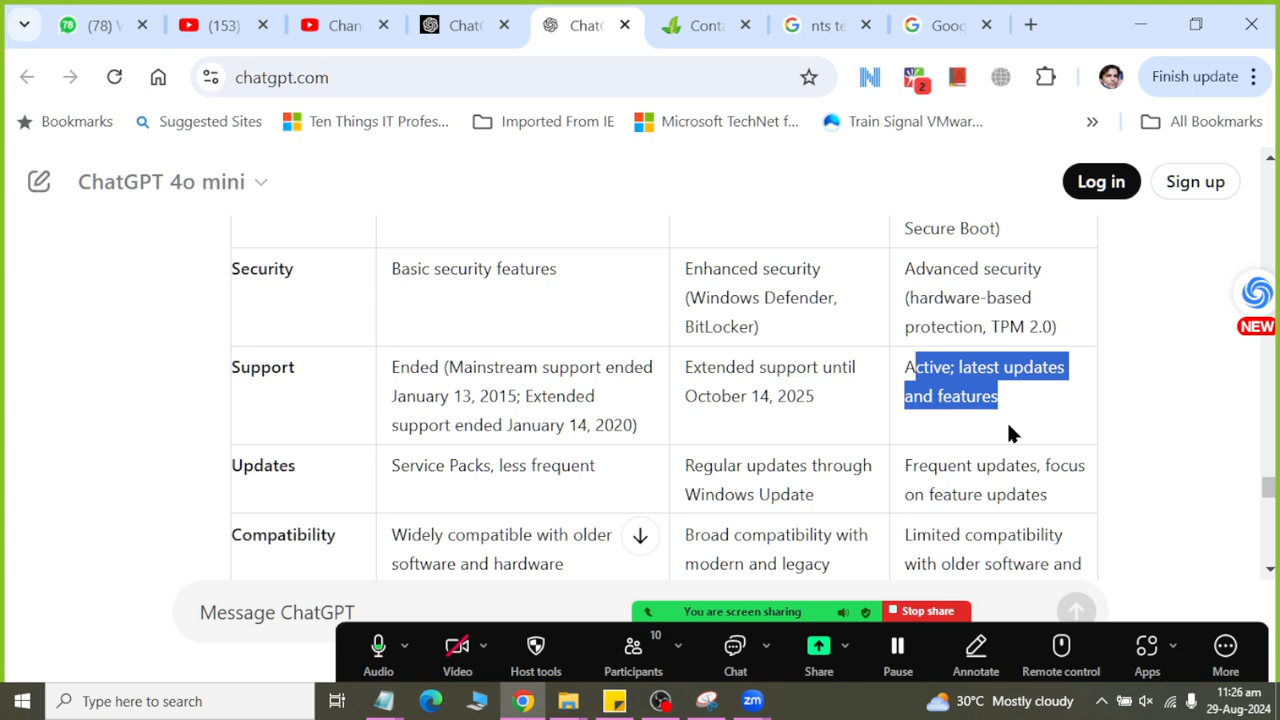 78
(78) V
(153)
Chan
ChatG
ChatG
Conta
nts te
Goog
chatgpt.com
2
Finish update
Bookmarks
Suggested Sites
Ten Things IT Profes...
Imported From IE
Microsoft TechNet f...
Train Signal VMwar...
»
All Bookmarks
ChatGPT 4o mini
Log in
Sign up
Secure Boot)
Security
Basic security features
Enhanced security
(Windows Defender,
BitLocker)
Advanced security
(hardware-based
protection, TPM 2.0)
Support
Ended (Mainstream support ended
January 13, 2015; Extended
support ended January 14, 2020)
Extended support until
October 14, 2025
Active; latest updates
and features
Updates
Service Packs, less frequent
Regular updates through
Windows Update
Frequent updates, focus
on feature updates
Compatibility
Widely compatible with older
software and hardware
Broad compatibility with
modern and legacy
Limited compatibility
with older software and
NEW
Message ChatGPT
You are screen sharing
Stop share
Audio
Video
Host tools
10
Participants
Chat
Share
Pause
Annotate
Remote control
Apps
More
Type here to search
zm
30°C Mostly cloudy
11:26 am
29-Aug-2024